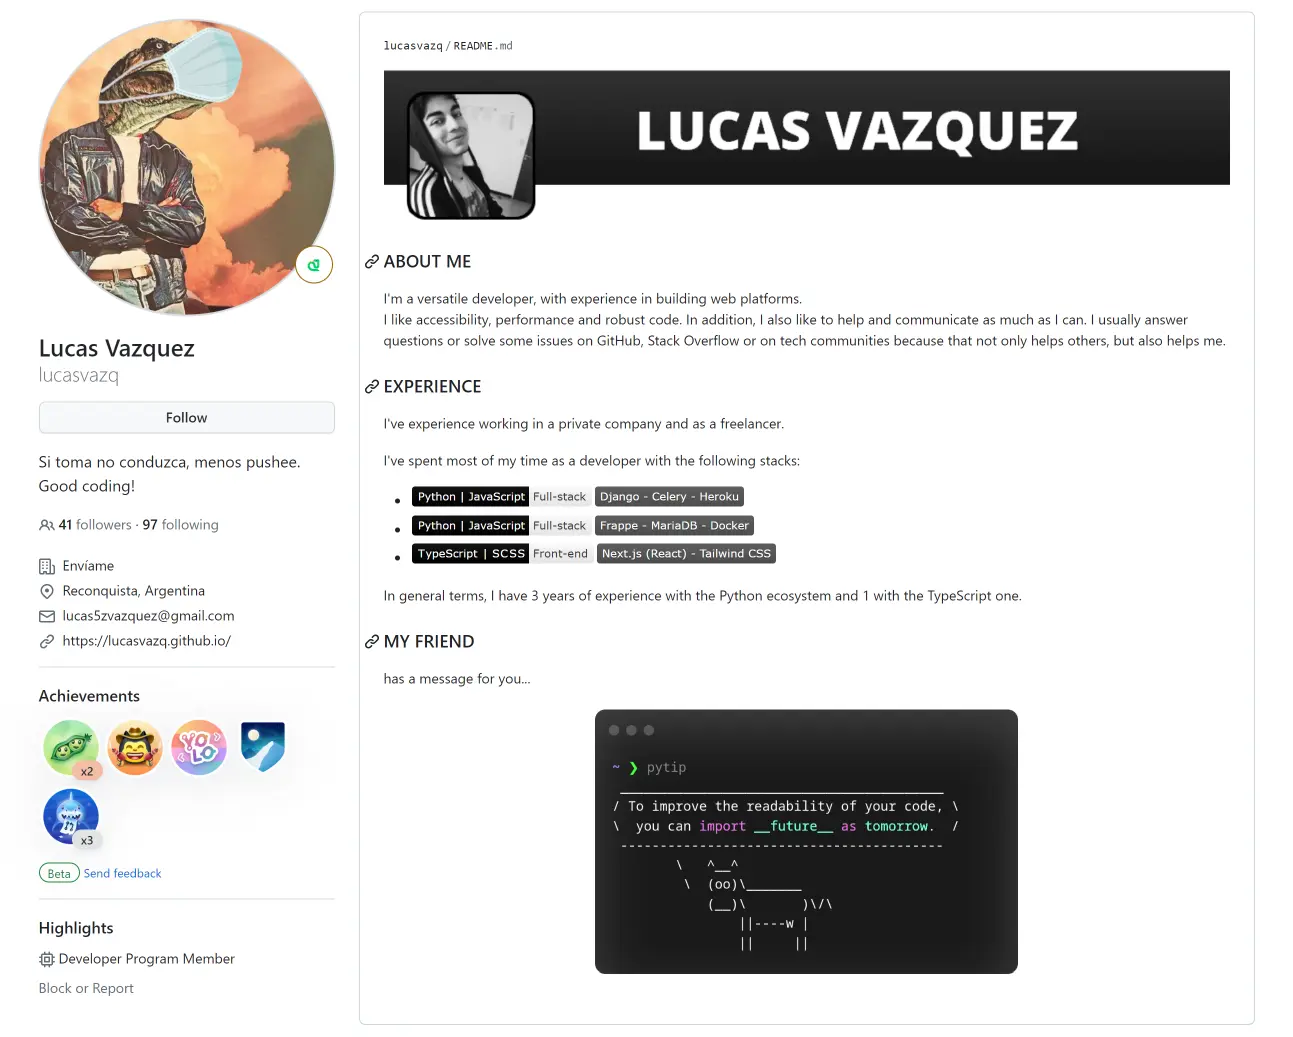 lucasvazq/README.md
LUCAS VAZQUEZ
Lucas Vazquez
lucasvazq
Follow
Si toma no conduzca, menos pushee.
Good coding!
41 followers · 97 following
Envíame
Reconquista, Argentina
lucas5zvazquez@gmail.com
https://lucasvazq.github.io/
Achievements
x2
YOLO
x3
Beta Send feedback
Highlights
Developer Program Member
Block or Report
ABOUT ME
I'm a versatile developer, with experience in building web platforms.
I like accessibility, performance and robust code. In addition, I also like to help and communicate as much as I can. I usually answer
questions or solve some issues on GitHub, Stack Overflow or on tech communities because that not only helps others, but also helps me.
EXPERIENCE
I've experience working in a private company and as a freelancer.
I've spent most of my time as a developer with the following stacks:
• Python | JavaScript Full-stack Django - Celery - Heroku
• Python | JavaScript Full-stack Frappe - MariaDB - Docker
• TypeScript | SCSS Front-end Next.js (React) - Tailwind CSS
In general terms, I have 3 years of experience with the Python ecosystem and 1 with the TypeScript one.
MY FRIEND
has a message for you...
~ ❯ pytip
_________________________________________
/ To improve the readability of your code, \
\  you can import __future__ as tomorrow.  /
-----------------------------------------
        \   ^__^
         \  (oo)\_______
            (__)\       )\/\
                ||----w |
                ||     ||